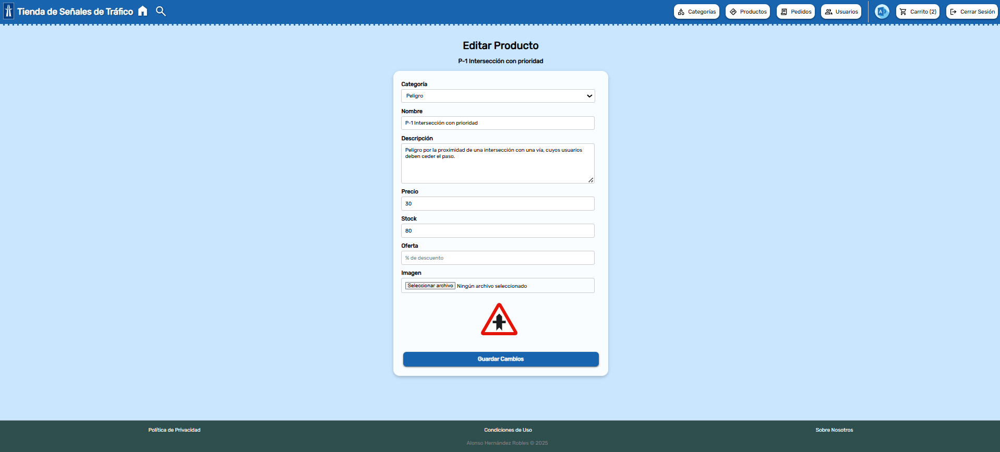 Tienda de Señales de Tráfico
Categorías
Productos
Pedidos
Usuarios
A
Carrito (2)
Cerrar Sesión
Editar Producto
P-1 Intersección con prioridad
Categoría
Peligro
Nombre
P-1 Intersección con prioridad
Descripción
Peligro por la proximidad de una intersección con una vía, cuyos usuarios
deben ceder el paso.
Precio
30
Stock
80
Oferta
% de descuento
Imagen
Seleccionar archivo Ningún archivo seleccionado
Guardar Cambios
Política de Privacidad
Condiciones de Uso
Sobre Nosotros
Alonso Hernández Robles © 2025